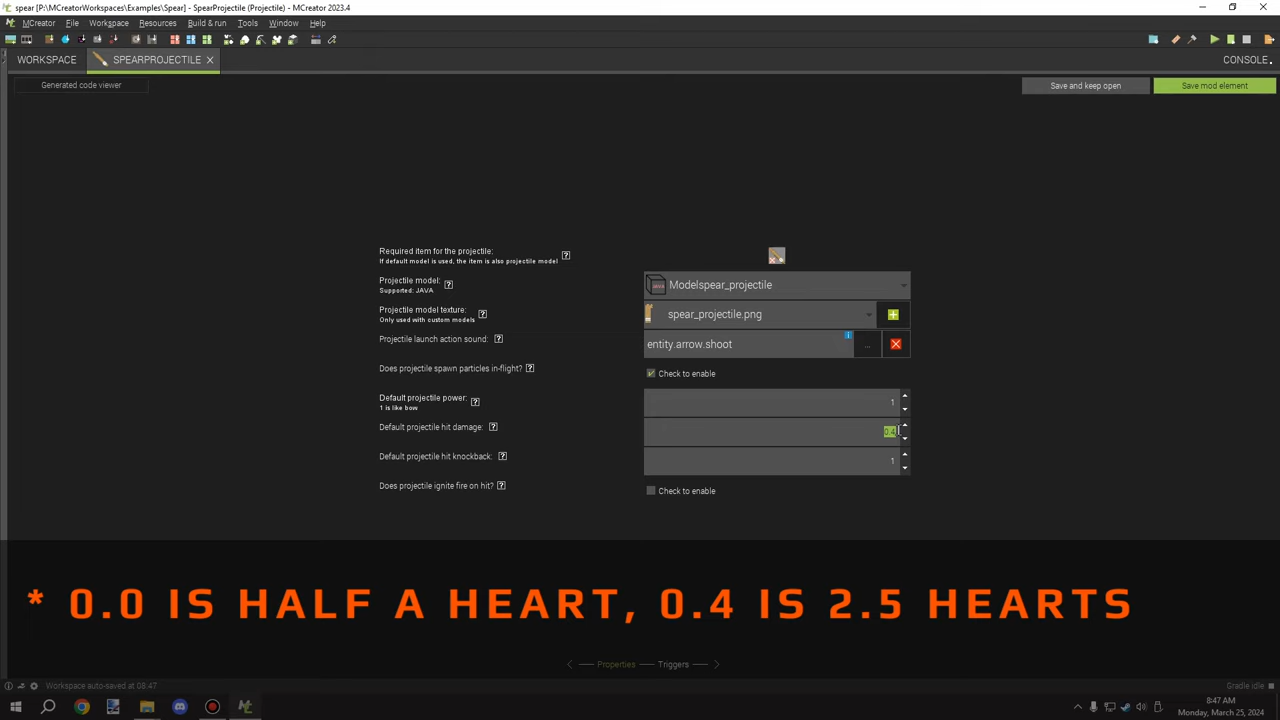 spear [P:\MCreatorWorkspaces\Examples\Spear] - SpearProjectile (Projectile) - MCreator 2023.4
MCreator File Workspace Resources Build & run Tools Window Help
WORKSPACE SPEARPROJECTILE CONSOLE
Generated code viewer Save and keep open Save mod element
Required item for the projectile:
If default model is used, the item is also projectile model
Projectile model:
Supported: JAVA
Modelspear_projectile
Projectile model texture:
Only used with custom models
spear_projectile.png
Projectile launch action sound: entity.arrow.shoot
Does projectile spawn particles in-flight? Check to enable
Default projectile power:
1 is like bow
1
Default projectile hit damage: 0.4
Default projectile hit knockback: 1
Does projectile ignite fire on hit? Check to enable
* 0.0 IS HALF A HEART, 0.4 IS 2.5 HEARTS
Properties Triggers
Workspace auto-saved at 08:47 Gradle idle
8:47 AM
Monday, March 25, 2024